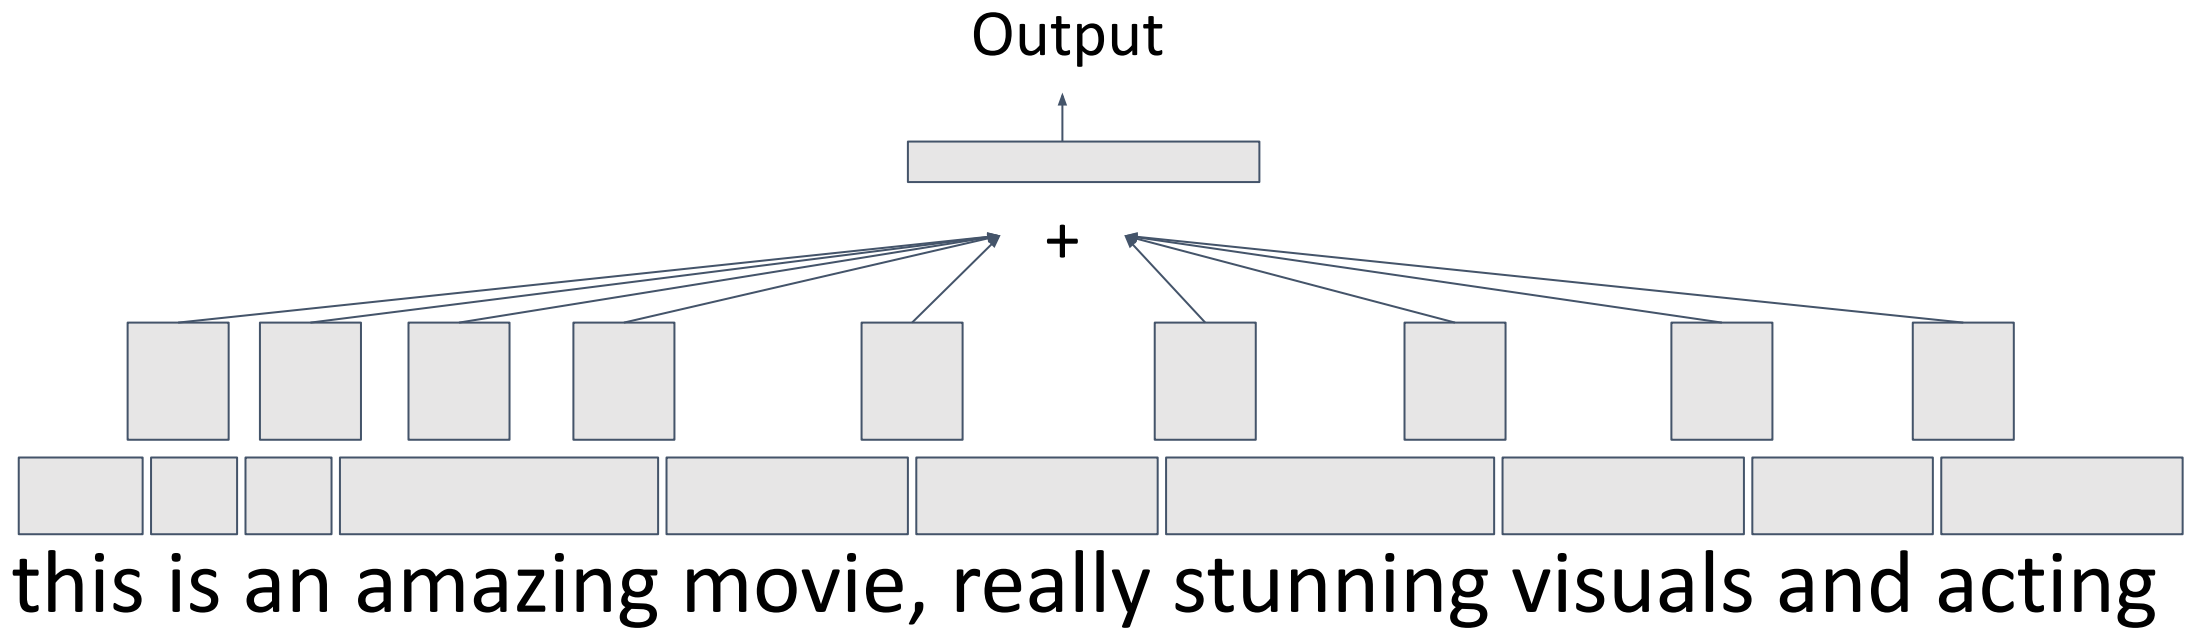 Output
+
this is an amazing movie, really stunning visuals and acting